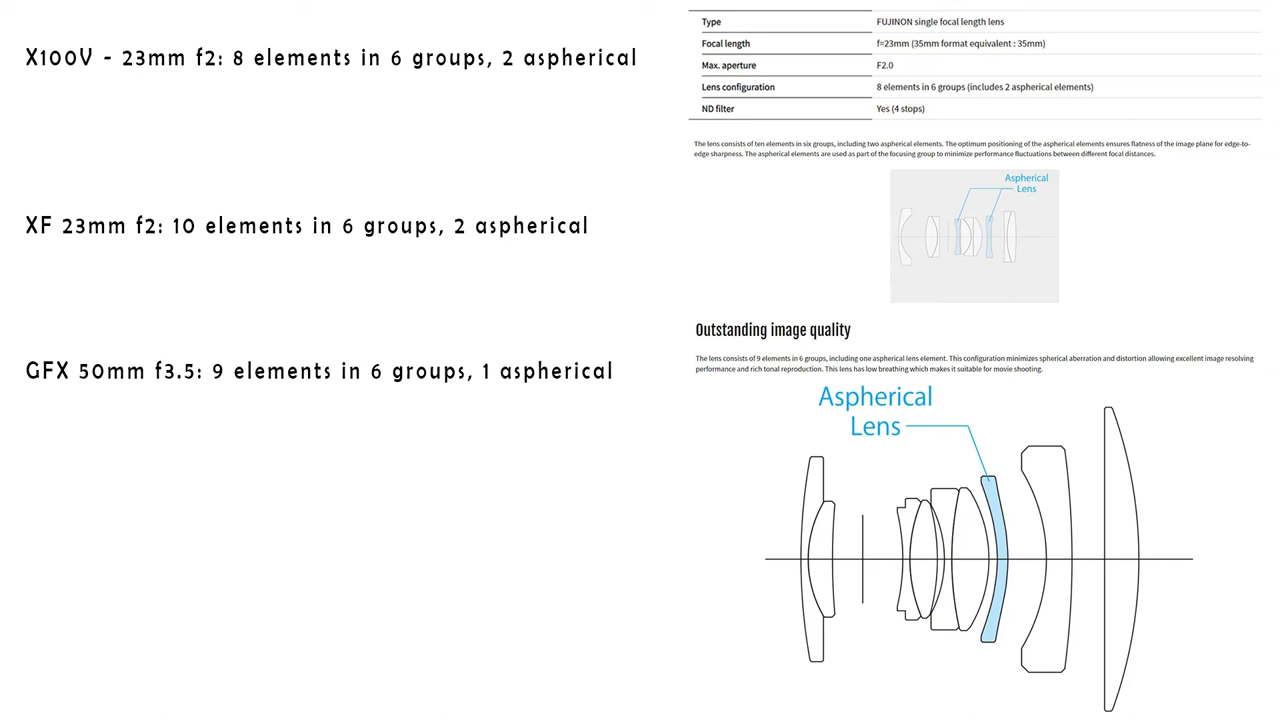 X100V - 23mm f2: 8 elements in 6 groups, 2 aspherical
XF 23mm f2: 10 elements in 6 groups, 2 aspherical
GFX 50mm f3.5: 9 elements in 6 groups, 1 aspherical
Type FUJINON single focal length lens
Focal length f=23mm (35mm format equivalent : 35mm)
Max. aperture F2.0
Lens configuration 8 elements in 6 groups (includes 2 aspherical elements)
ND filter Yes (4 stops)
The lens consists of ten elements in six groups, including two aspherical elements. The optimum positioning of the aspherical elements ensures flatness of the image plane for edge-to-
edge sharpness. The aspherical elements are used as part of the focusing group to minimize performance fluctuations between different focal distances.
Aspherical
Lens
Outstanding image quality
The lens consists of 9 elements in 6 groups, including one aspherical lens element. This configuration minimizes spherical aberration and distortion allowing excellent image resolving
performance and rich tonal reproduction. This lens has low breathing which makes it suitable for movie shooting.
Aspherical
Lens